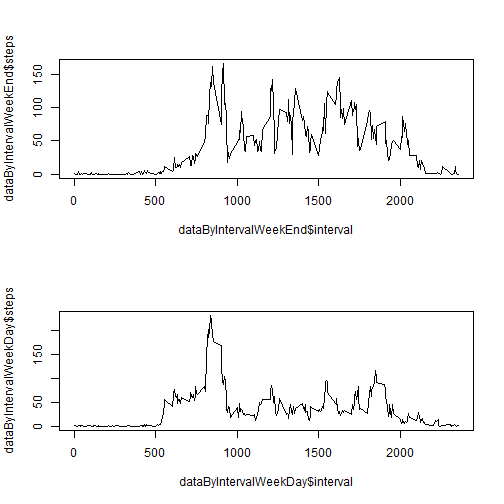 dataByIntervalWeekEnd$steps
150
100
50
0
0 500 1000 1500 2000
dataByIntervalWeekEnd$interval
dataByIntervalWeekDay$steps
150
50
0
0 500 1000 1500 2000
dataByIntervalWeekDay$interval